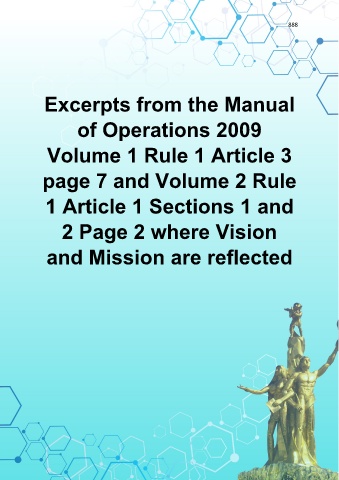 888
Excerpts from the Manual
of Operations 2009
Volume 1 Rule 1 Article 3
page 7 and Volume 2 Rule
1 Article 1 Sections 1 and
2 Page 2 where Vision
and Mission are reflected